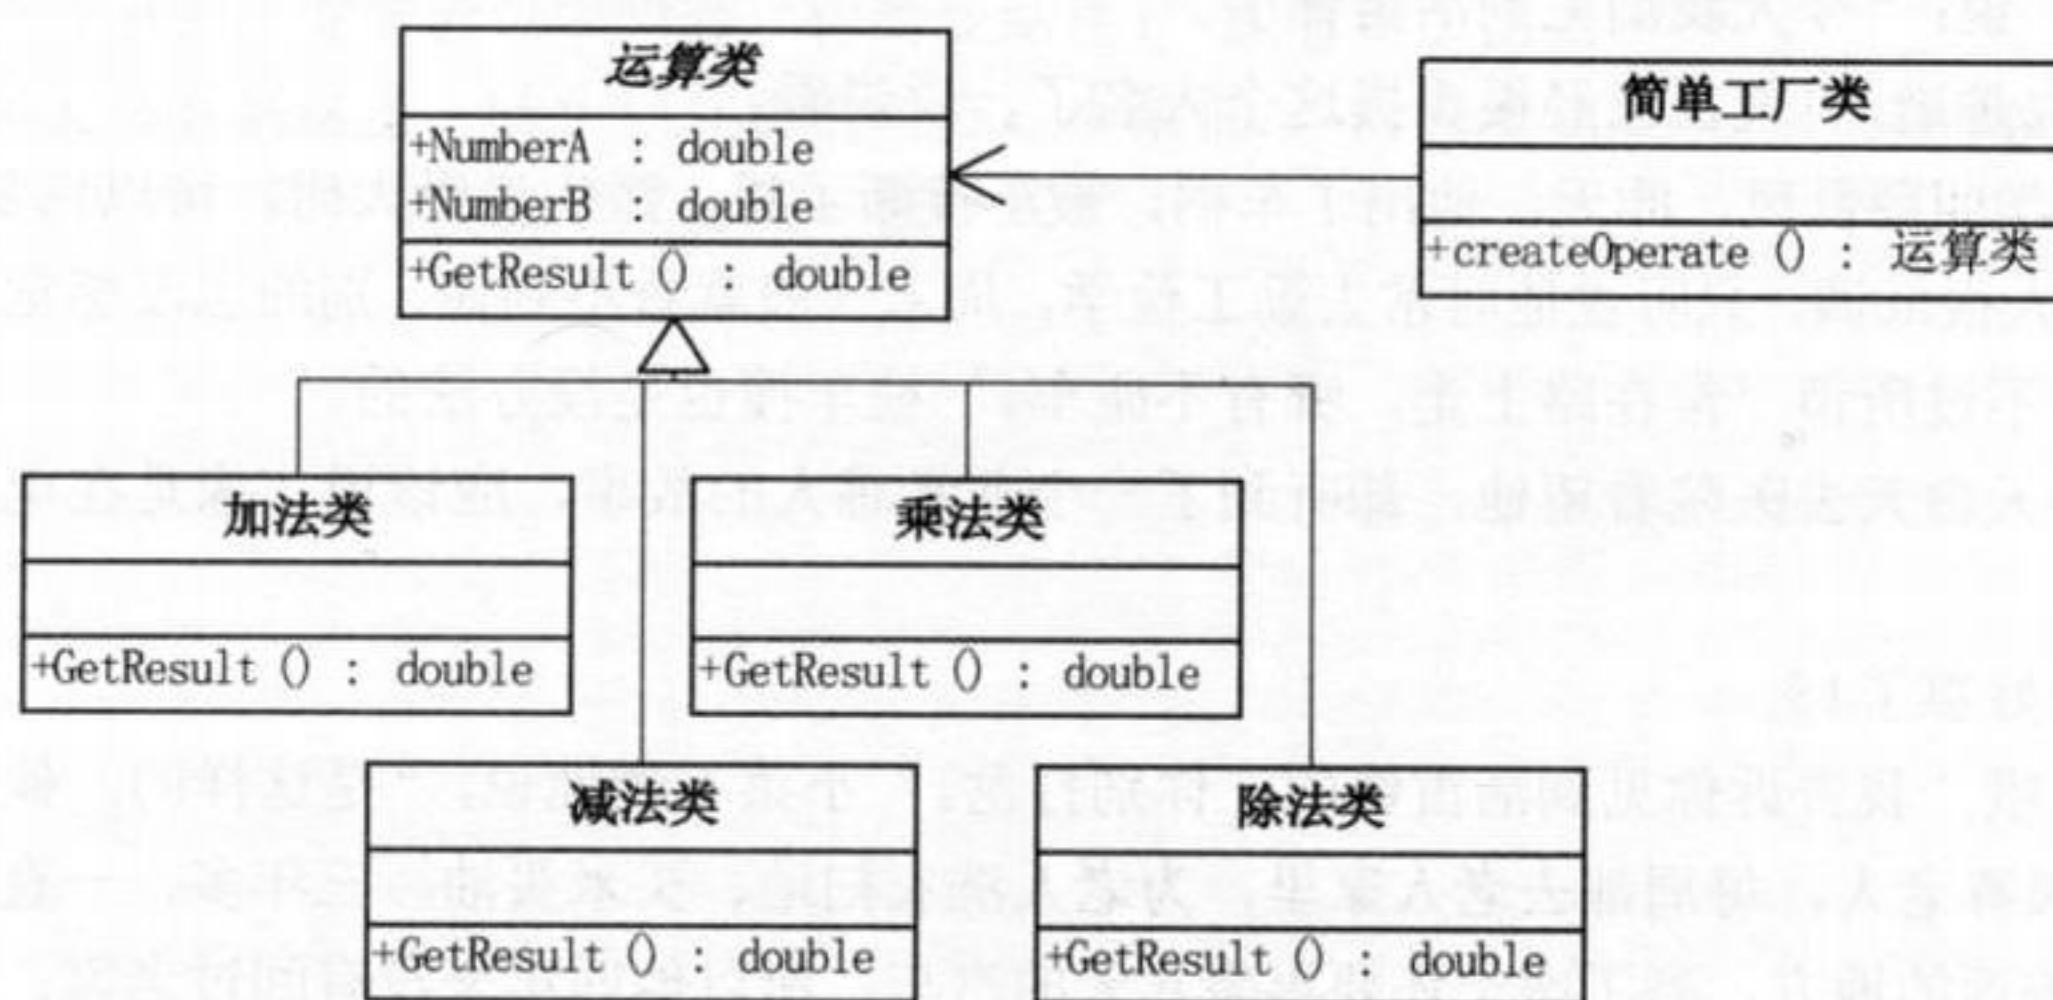 运算类
+NumberA : double
+NumberB : double
+GetResult () : double
简单工厂类
+createOperate () : 运算类
加法类
+GetResult () : double
乘法类
+GetResult () : double
减法类
+GetResult () : double
除法类
+GetResult () : double